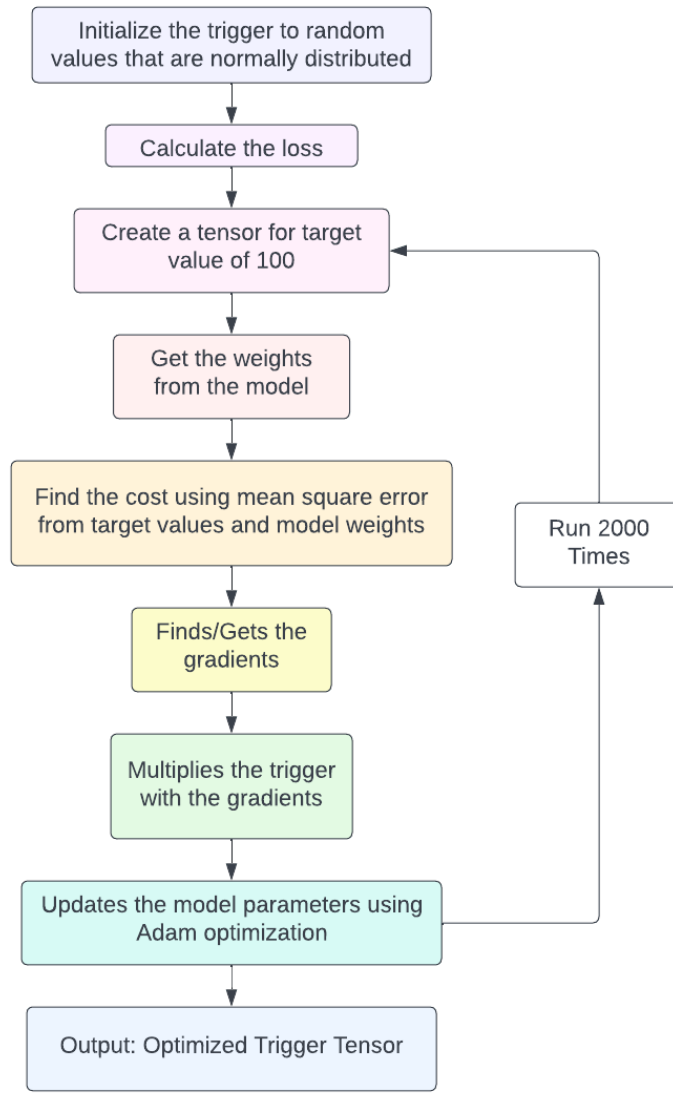 Initialize the trigger to random
values that are normally distributed
Calculate the loss
Create a tensor for target
value of 100
Get the weights
from the model
Find the cost using mean square error
from target values and model weights
Run 2000
Times
Finds/Gets the
gradients
Multiplies the trigger
with the gradients
Updates the model parameters using
Adam optimization
Output: Optimized Trigger Tensor